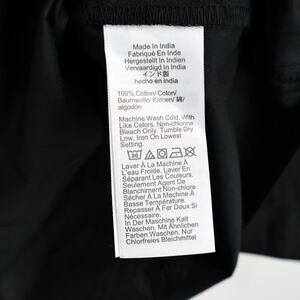 Made In India
Fabriqué En Inde
Hergestellt In Indien
Vervaardigd In India
インド製
hecho en india
100% Cotton/ Coton/
Baumwolle/ Katoen/ 綿/
algodón
Machine Wash Cold. With
Like Colors. Non-chlorine
Bleach Only. Tumble Dry
Low, Iron On Lowest
Setting.
30
Laver À La Machine À
L'eau Froide. Laver En
Séparant Les Couleurs.
Seulement Agent De
Blanchiment Non-chloré.
Sécher À La Machine À
Basse Température.
Repasser À Fer Doux Si
Nécessaire.
In Der Maschine Kalt
Waschen, Mit Ähnlichen
Farben Waschen. Nur
Chlorfreies Bleichmittel